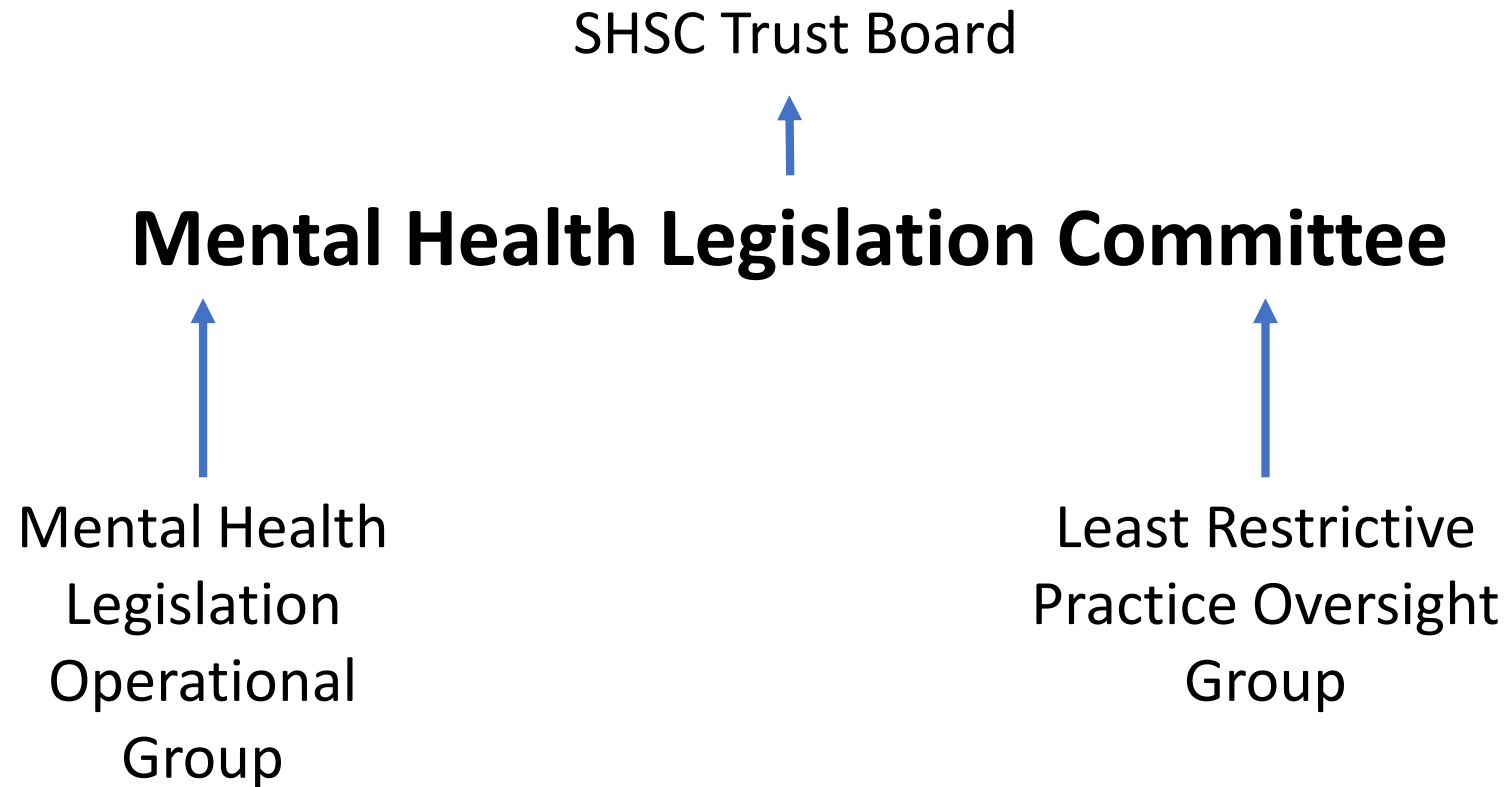 SHSC Trust Board
Mental Health Legislation Committee
Mental Health
Legislation
Operational
Group
Least Restrictive
Practice Oversight
Group